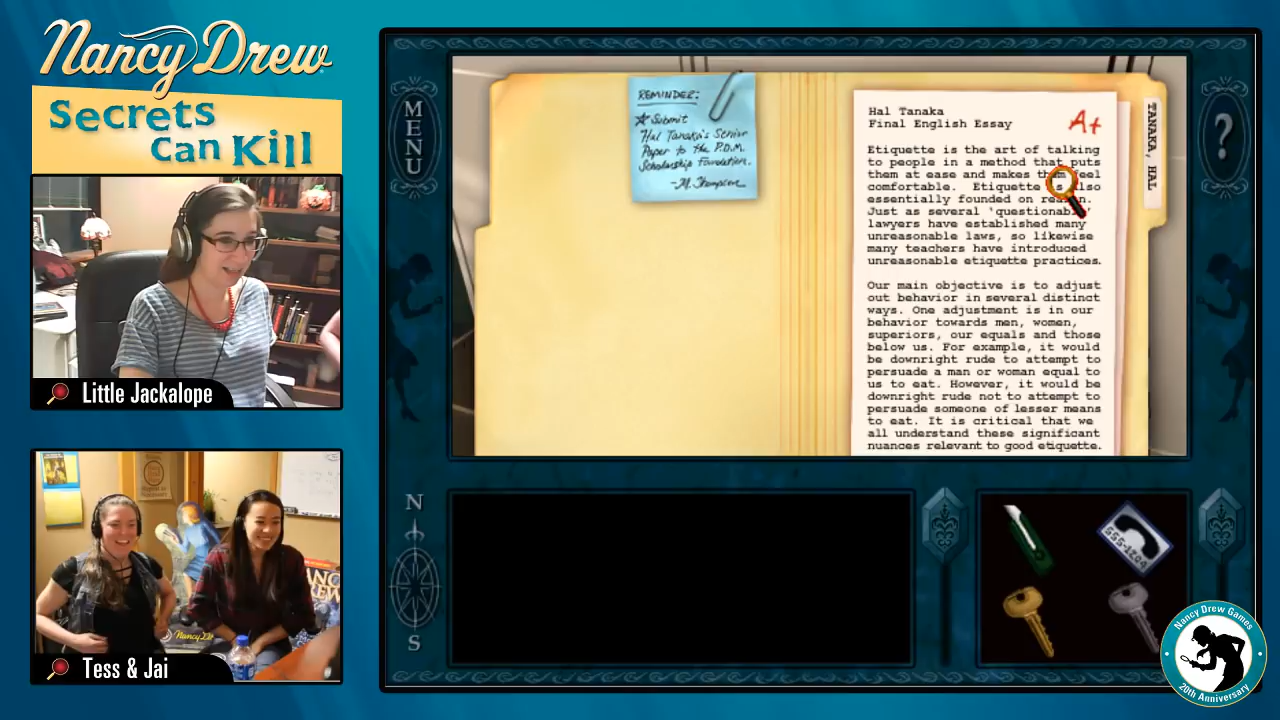 Nancy Drew
Secrets
Can Kill
Little Jackalope
Nancy Drew
Tess & Jai
MENU
?
REMINDER:
Submit
Hal Tanaka's Senior
Paper to the P.D.M.
Scholarship Foundation.
-M. Thompson
TANAKA, HAL
Hal Tanaka
Final English Essay
A+
Etiquette is the art of talking
to people in a method that puts
them at ease and makes them feel
comfortable.  Etiquette is also
essentially founded on reason.
Just as several 'questionable'
lawyers have established many
unreasonable laws, so likewise
many teachers have introduced
unreasonable etiquette practices.
Our main objective is to adjust
out behavior in several distinct
ways. One adjustment is in our
behavior towards men, women,
superiors, our equals and those
below us. For example, it would
be downright rude to attempt to
persuade a man or woman equal to
us to eat. However, it would be
downright rude not to attempt to
persuade someone of lesser means
to eat. It is critical that we
all understand these significant
nuances relevant to good etiquette.
N
S
555-1204
Nancy Drew Games
20th Anniversary